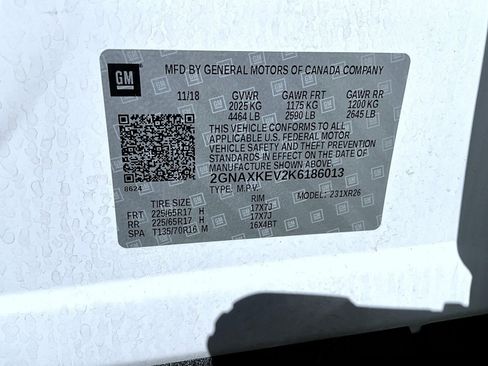 GM
MFD BY GENERAL MOTORS OF CANADA COMPANY
11/18 GVWR GAWR FRT GAWR RR
2025 KG 1175 KG 1200 KG
4464 LB 2590 LB 2645 LB
THIS VEHICLE CONFORMS TO ALL
APPLICABLE U.S. FEDERAL MOTOR
VEHICLE SAFETY AND THEFT PREVENTION
STANDARDS IN EFFECT ON THE DATE OF
MANUFACTURE SHOWN ABOVE.
8624
2GNAXKEV2K6186013
TYPE: M.P.V. MODEL: 231XR26
TIRE SIZE RIM
FRT 225/65R17 H 17X7J
RR 225/65R17 H 17X7J
SPA T135/70R16 M 16X4BT